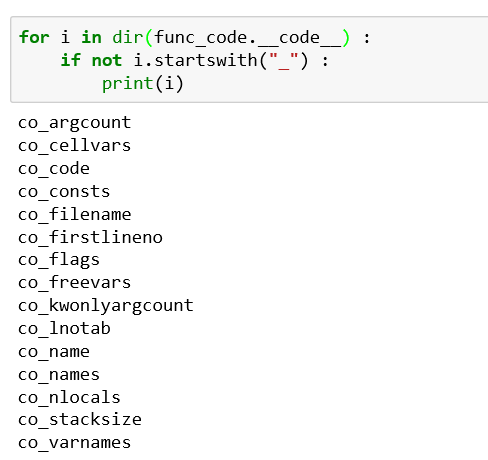 for i in dir(func_code.__code__) :
    if not i.startswith("_") :
        print(i)
co_argcount
co_cellvars
co_code
co_consts
co_filename
co_firstlineno
co_flags
co_freevars
co_kwonlyargcount
co_lnotab
co_name
co_names
co_nlocals
co_stacksize
co_varnames